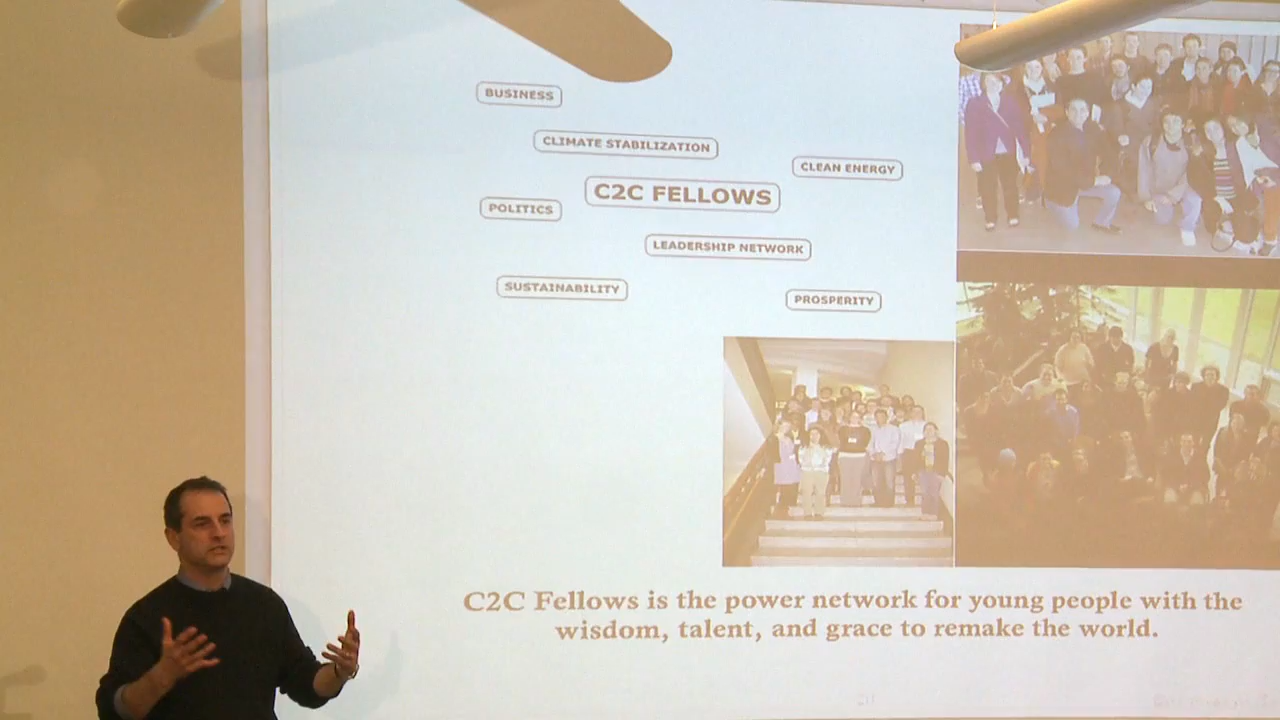 BUSINESS
CLIMATE STABILIZATION
CLEAN ENERGY
C2C FELLOWS
POLITICS
LEADERSHIP NETWORK
SUSTAINABILITY
PROSPERITY
C2C Fellows is the power network for young people with the
wisdom, talent, and grace to remake the world.